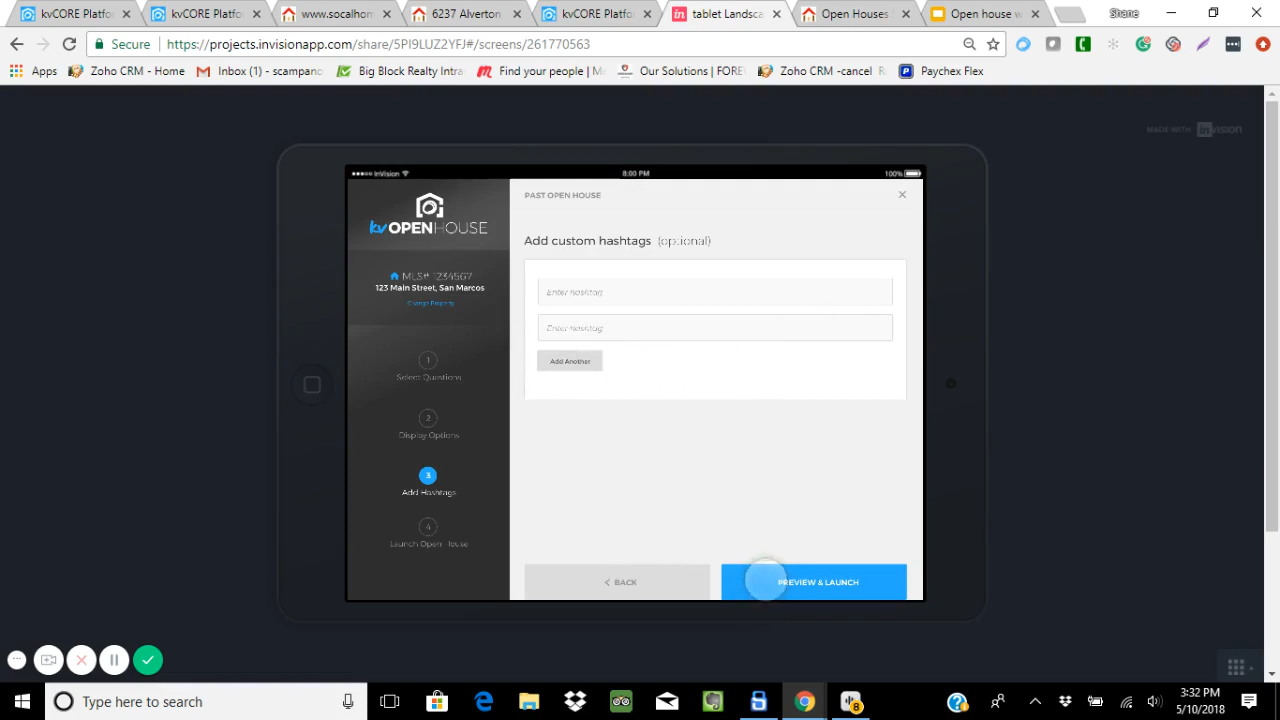 kvCORE Platfo
kvCORE Platfo
www.socalhom
6237 Alverton
kvCORE Platfo
tablet Landsca
Open Houses
Open house w
Share
Secure
https://projects.invisionapp.com/share/5PI9LUZ2YFJ#/screens/261770563
Apps
Zoho CRM - Home
Inbox (1) - scampano
Big Block Realty Intra
Find your people | Me
Our Solutions | FORE
Zoho CRM -cancel R
Paychex Flex
MADE WITH InVISION
InVision
8:00 PM
100%
kvOPENHOUSE
MLS# 1234567
123 Main Street, San Marcos
Change Property
1
Select Questions
2
Display Options
3
Add Hashtags
4
Launch Open House
PAST OPEN HOUSE
Add custom hashtags (optional)
Enter hashtag
Enter hashtag
Add Another
< BACK
PREVIEW & LAUNCH
Type here to search
8
3:32 PM
5/10/2018